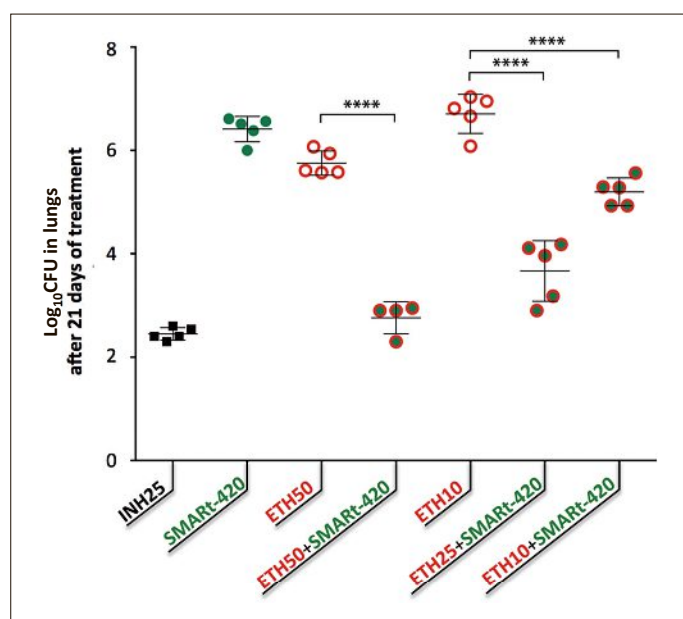 Log10CFU in lungs
after 21 days of treatment
8
6
4
2
0
****
****
****
INH25
SMARt-420
ETH50
ETH50+SMARt-420
ETH10
ETH25+SMARt-420
ETH10+SMARt-420